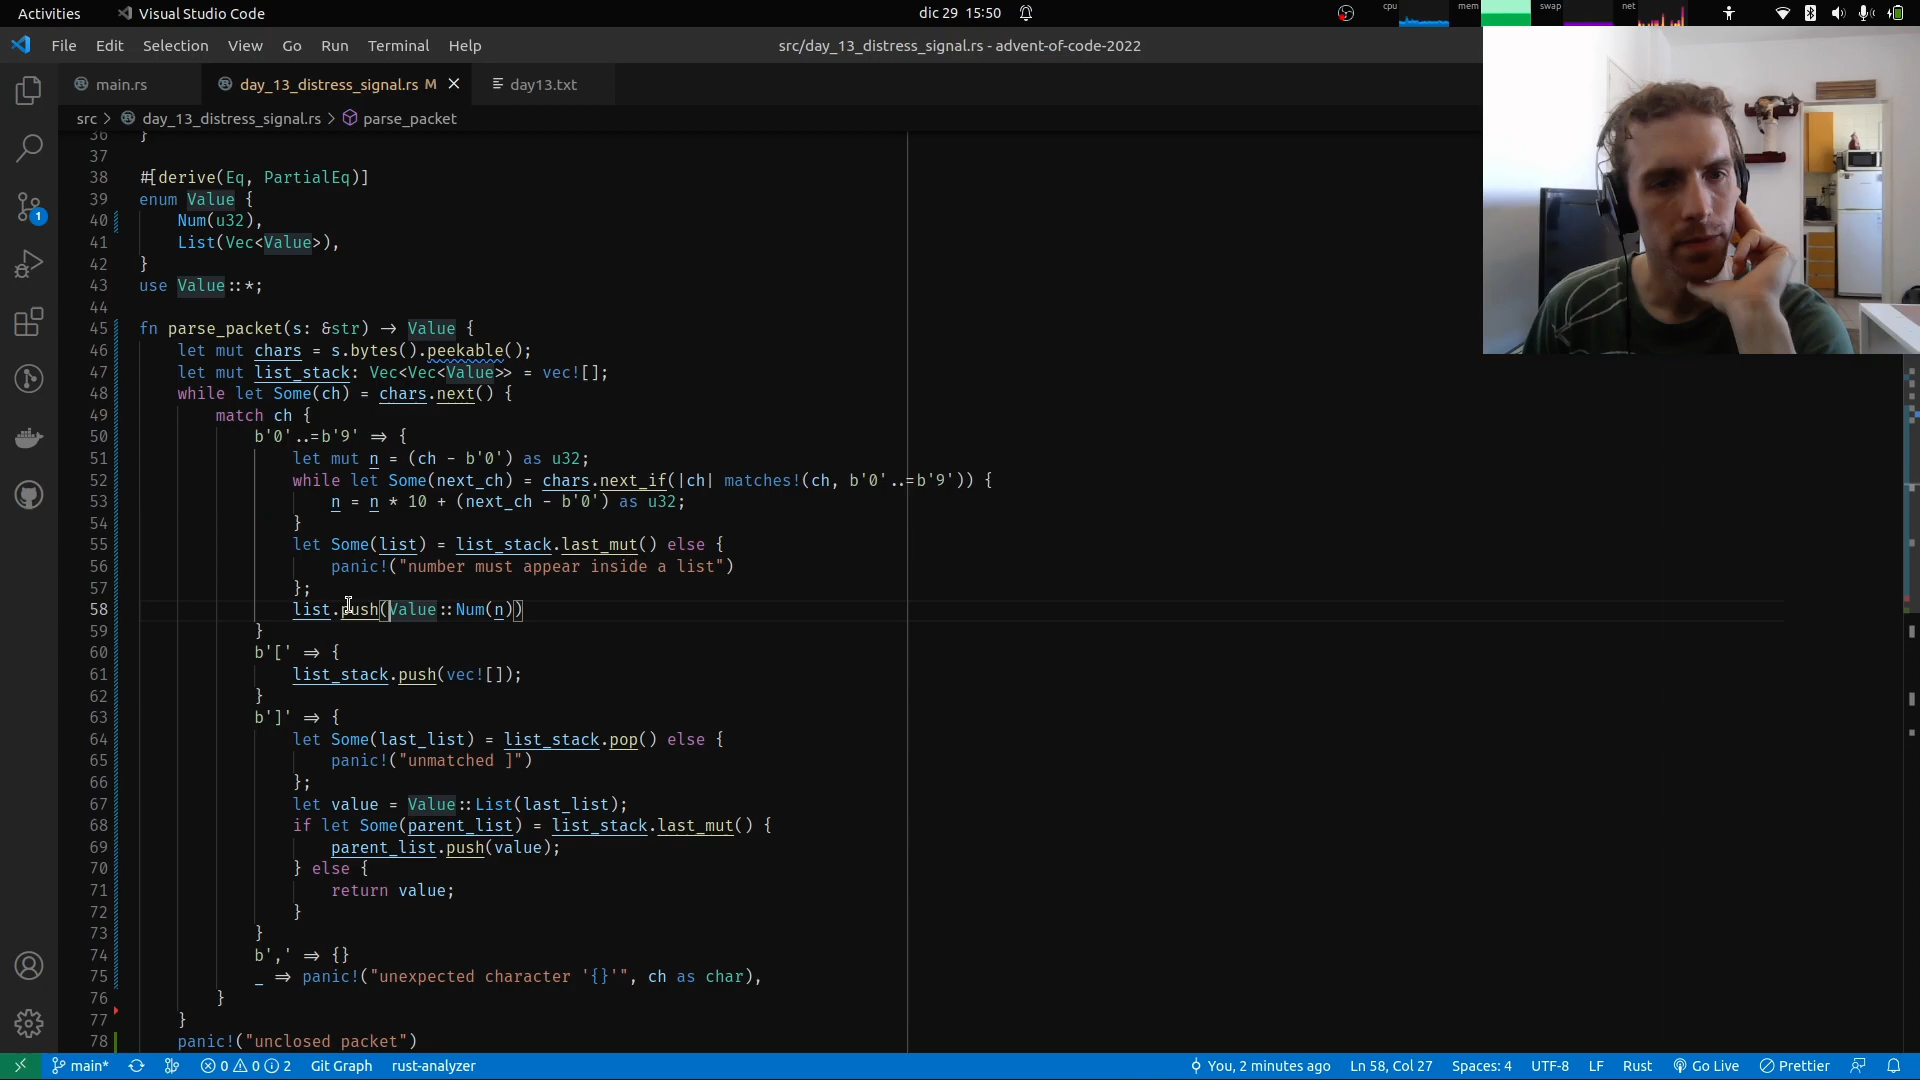 Activities Visual Studio Code dic 29 15:50 cpu mem swap net
File Edit Selection View Go Run Terminal Help src/day_13_distress_signal.rs - advent-of-code-2022
main.rs day_13_distress_signal.rs M day13.txt
src > day_13_distress_signal.rs > parse_packet
36 }
37
38 #[derive(Eq, PartialEq)]
39 enum Value {
40 Num(u32),
41 List(Vec<Value>),
42 }
43 use Value::*;
44
45 fn parse_packet(s: &str) -> Value {
46 let mut chars = s.bytes().peekable();
47 let mut list_stack: Vec<Vec<Value>> = vec![];
48 while let Some(ch) = chars.next() {
49 match ch {
50 b'0'..=b'9' => {
51 let mut n = (ch - b'0') as u32;
52 while let Some(next_ch) = chars.next_if(|ch| matches!(ch, b'0'..=b'9')) {
53 n = n * 10 + (next_ch - b'0') as u32;
54 }
55 let Some(list) = list_stack.last_mut() else {
56 panic!("number must appear inside a list")
57 };
58 list.push(Value::Num(n))
59 }
60 b'[' => {
61 list_stack.push(vec![]);
62 }
63 b']' => {
64 let Some(last_list) = list_stack.pop() else {
65 panic!("unmatched ]")
66 };
67 let value = Value::List(last_list);
68 if let Some(parent_list) = list_stack.last_mut() {
69 parent_list.push(value);
70 } else {
71 return value;
72 }
73 }
74 b',' => {}
75 _ => panic!("unexpected character '{}'", ch as char),
76 }
77 }
78 panic!("unclosed packet")
1
main* 0 0 2 Git Graph rust-analyzer You, 2 minutes ago Ln 58, Col 27 Spaces: 4 UTF-8 LF Rust Go Live Prettier